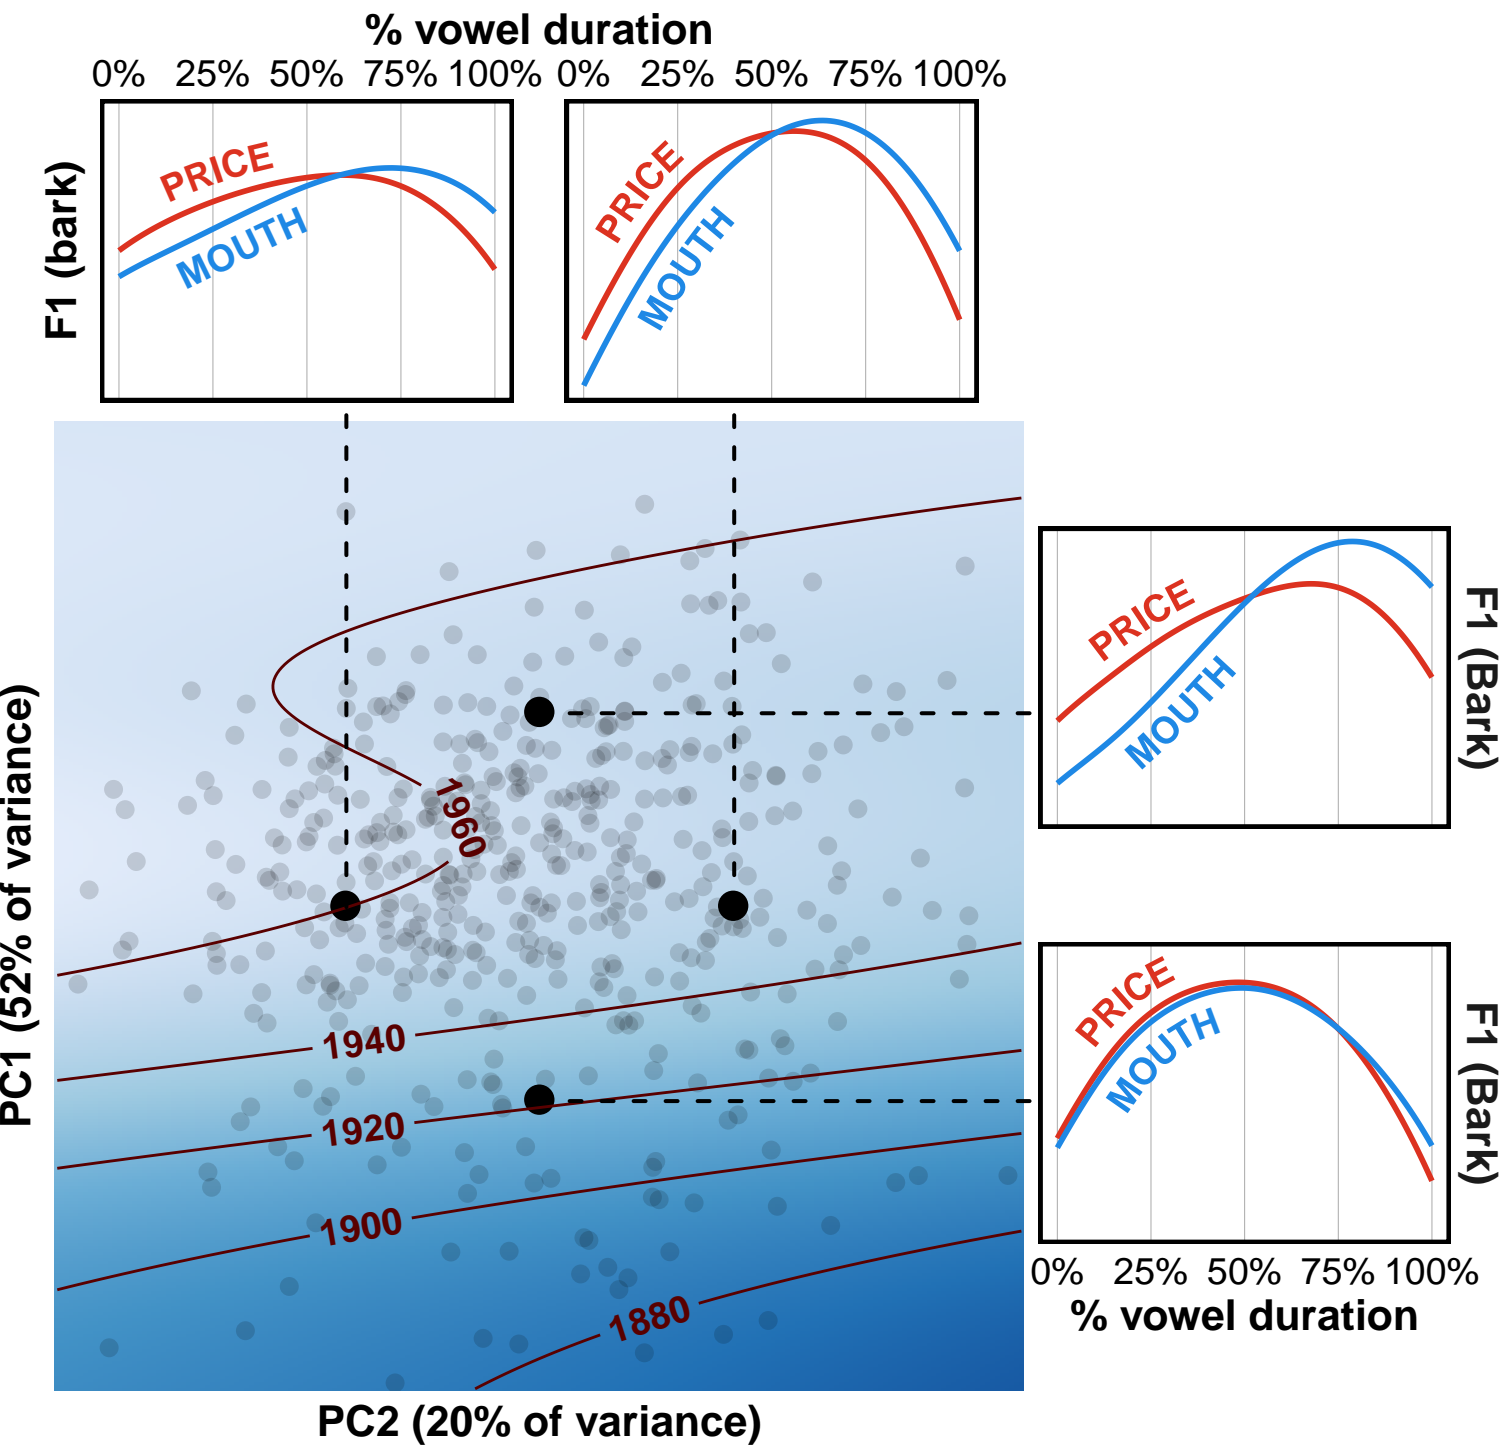 % vowel duration
0% 25% 50% 75% 100% 0% 25% 50% 75% 100%
F1 (bark)
PRICE
MOUTH
PRICE
MOUTH
PC1 (52% of variance)
1960
1940
1920
1900
1880
PRICE
MOUTH
F1 (Bark)
PRICE
MOUTH
F1 (Bark)
0% 25% 50% 75% 100%
% vowel duration
PC2 (20% of variance)